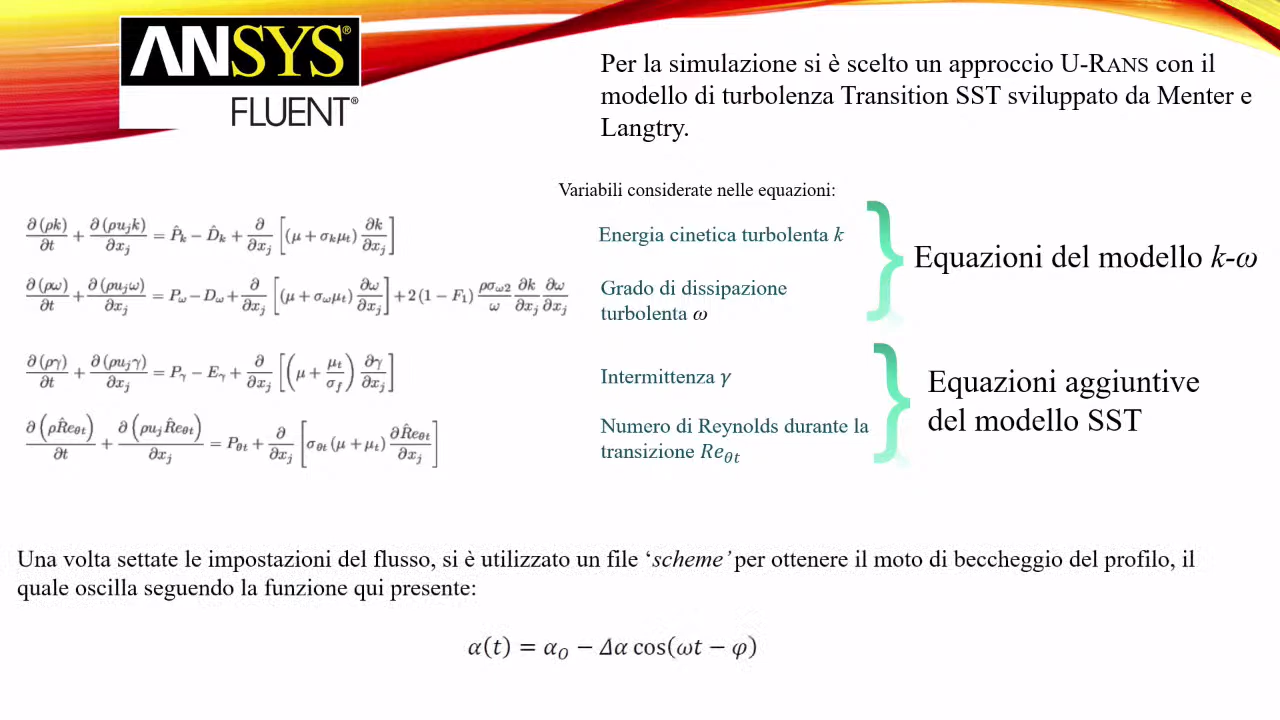 ANSYS®
FLUENT®
Per la simulazione si è scelto un approccio U-RANS con il
modello di turbolenza Transition SST sviluppato da Menter e
Langtry.
Variabili considerate nelle equazioni:
∂(ρk)/∂t + ∂(ρu_j k)/∂x_j = P̂_k − D̂_k + ∂/∂x_j [(μ + σ_k μ_t) ∂k/∂x_j]
Energia cinetica turbolenta k
∂(ρω)/∂t + ∂(ρu_j ω)/∂x_j = P_ω − D_ω + ∂/∂x_j [(μ + σ_ω μ_t) ∂ω/∂x_j] + 2(1 − F_1) ρσ_ω2/ω ∂k/∂x_j ∂ω/∂x_j
Grado di dissipazione
turbolenta ω
Equazioni del modello k-ω
∂(ργ)/∂t + ∂(ρu_j γ)/∂x_j = P_γ − E_γ + ∂/∂x_j [(μ + μ_t/σ_f) ∂γ/∂x_j]
Intermittenza γ
∂(ρR̂e_θt)/∂t + ∂(ρu_j R̂e_θt)/∂x_j = P_θt + ∂/∂x_j [σ_θt (μ + μ_t) ∂R̂e_θt/∂x_j]
Numero di Reynolds durante la
transizione Re_θt
Equazioni aggiuntive
del modello SST
Una volta settate le impostazioni del flusso, si è utilizzato un file ‘scheme’ per ottenere il moto di beccheggio del profilo, il
quale oscilla seguendo la funzione qui presente:
α(t) = α_O − Δα cos(ωt − φ)